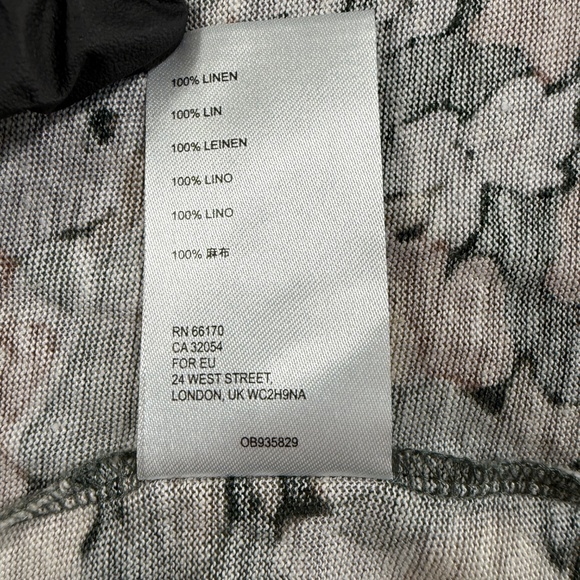 100% LINEN
100% LIN
100% LEINEN
100% LINO
100% LINO
100% 麻布
RN 66170
CA 32054
FOR EU
24 WEST STREET,
LONDON, UK WC2H9NA
OB935829